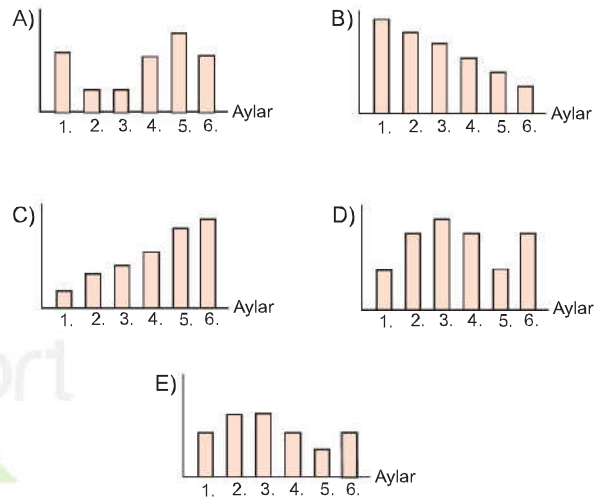 A)
Aylar
1. 2. 3. 4. 5. 6.
B)
Aylar
1. 2. 3. 4. 5. 6.
C)
Aylar
1. 2. 3. 4. 5. 6.
D)
Aylar
1. 2. 3. 4. 5. 6.
E)
Aylar
1. 2. 3. 4. 5. 6.